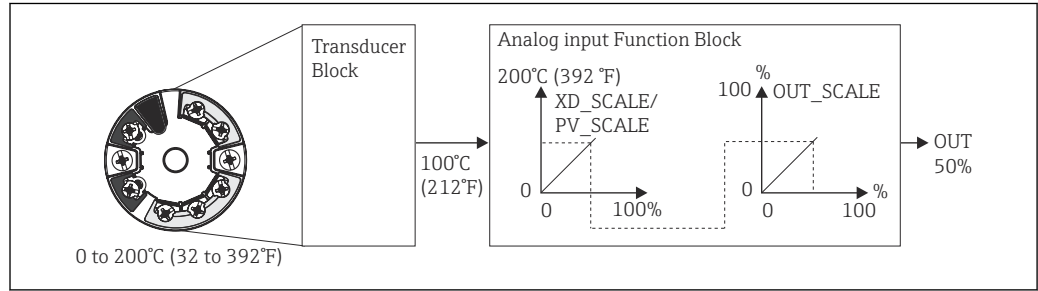 Transducer
Block
Analog input Function Block
200°C (392 °F)
XD_SCALE/
PV_SCALE
0
0
100%
%
100
OUT_SCALE
0
0
100
%
100°C
(212°F)
OUT
50%
0 to 200°C (32 to 392°F)